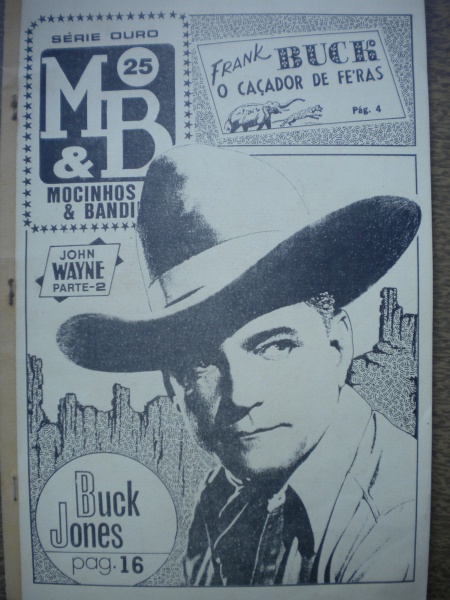 SÉRIE OURO
25
M
& B
MOCINHOS
& BANDI
FRANK BUCK
O CAÇADOR DE FE'RAS
Pág. 4
JOHN
WAYNE
PARTE-2
Buck
Jones
pag. 16